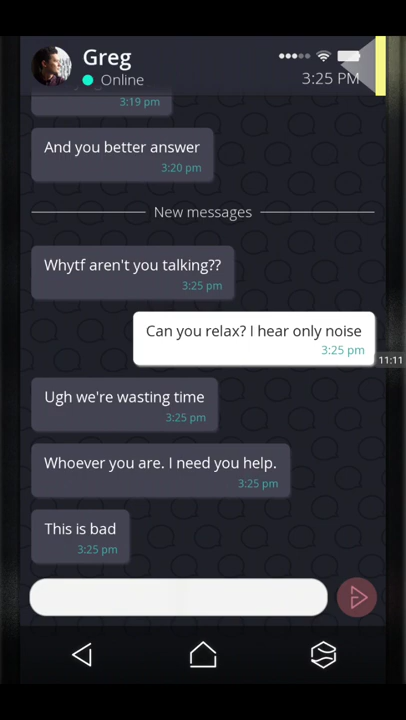 Greg
Online
3:25 PM
3:19 pm
And you better answer
3:20 pm
New messages
Whytf aren't you talking??
3:25 pm
Can you relax? I hear only noise
3:25 pm
11:11
Ugh we're wasting time
3:25 pm
Whoever you are. I need you help.
3:25 pm
This is bad
3:25 pm